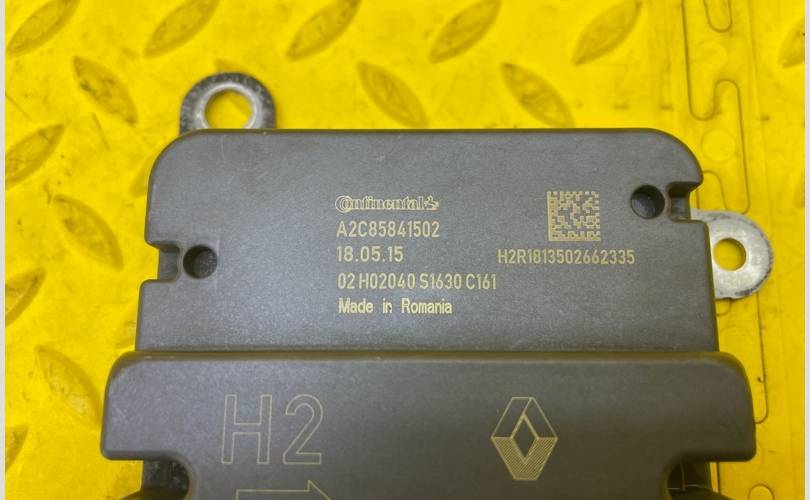 Continental
A2C85841502
18.05.15
H2R1813502662335
02 H02040 S1630 C161
Made in Romania
H2